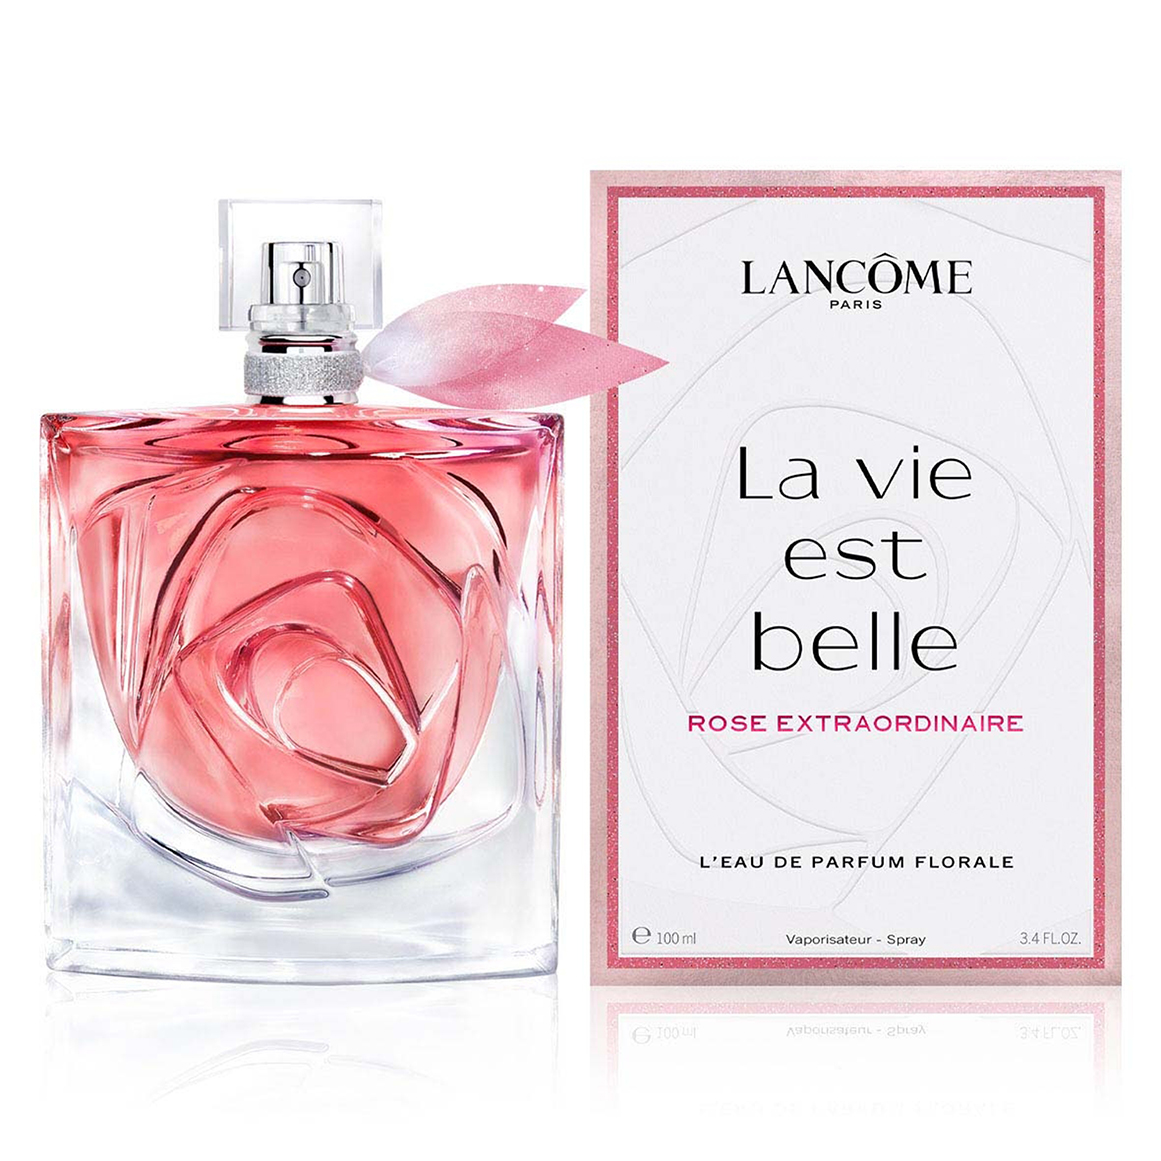 LANCÔME
PARIS
La vie
est
belle
ROSE EXTRAORDINAIRE
L'EAU DE PARFUM FLORALE
℮ 100 ml
Vaporisateur - Spray
3.4 FL.OZ.